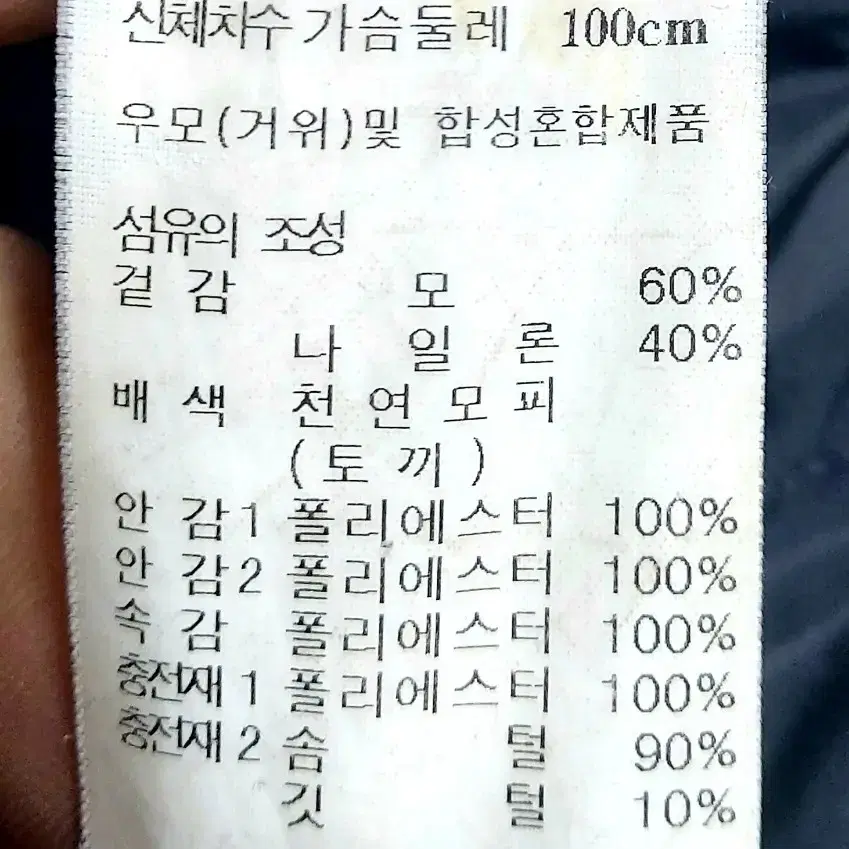 신체치수 가슴둘레 100cm
우모(거위)및 합성혼합제품
섬유의 조성
겉 감 모 60%
나 일 론 40%
배 색 천 연 모 피
(토 끼)
안 감1 폴리에스터 100%
안 감2 폴리에스터 100%
속 감 폴리에스터 100%
충전재1 폴리에스터 100%
충전재2 솜 털 90%
깃 털 10%